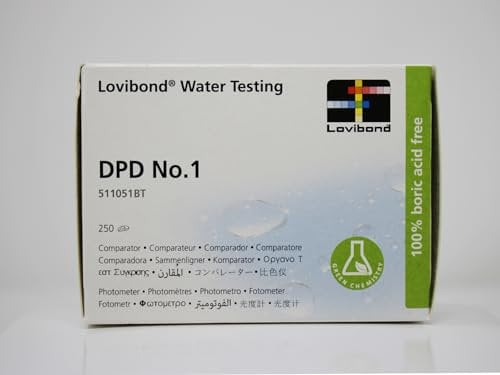 Lovibond® Water Testing
Lovibond
DPD No.1
511051BT
250
Comparator • Comparateur • Comparador • Comparatore
Comparadora • Sammenligner • Komparator • Οργανο Τ
εστ Συγκρισης • المقارن • コンパレーター • 比色仪
Photometer • Photomètres • Photometro • Fotometer
Fotometr • Φωτομετρο • الفوتوميتر • 光度計 • 光度计
GREEN CHEMISTRY
100% boric acid free